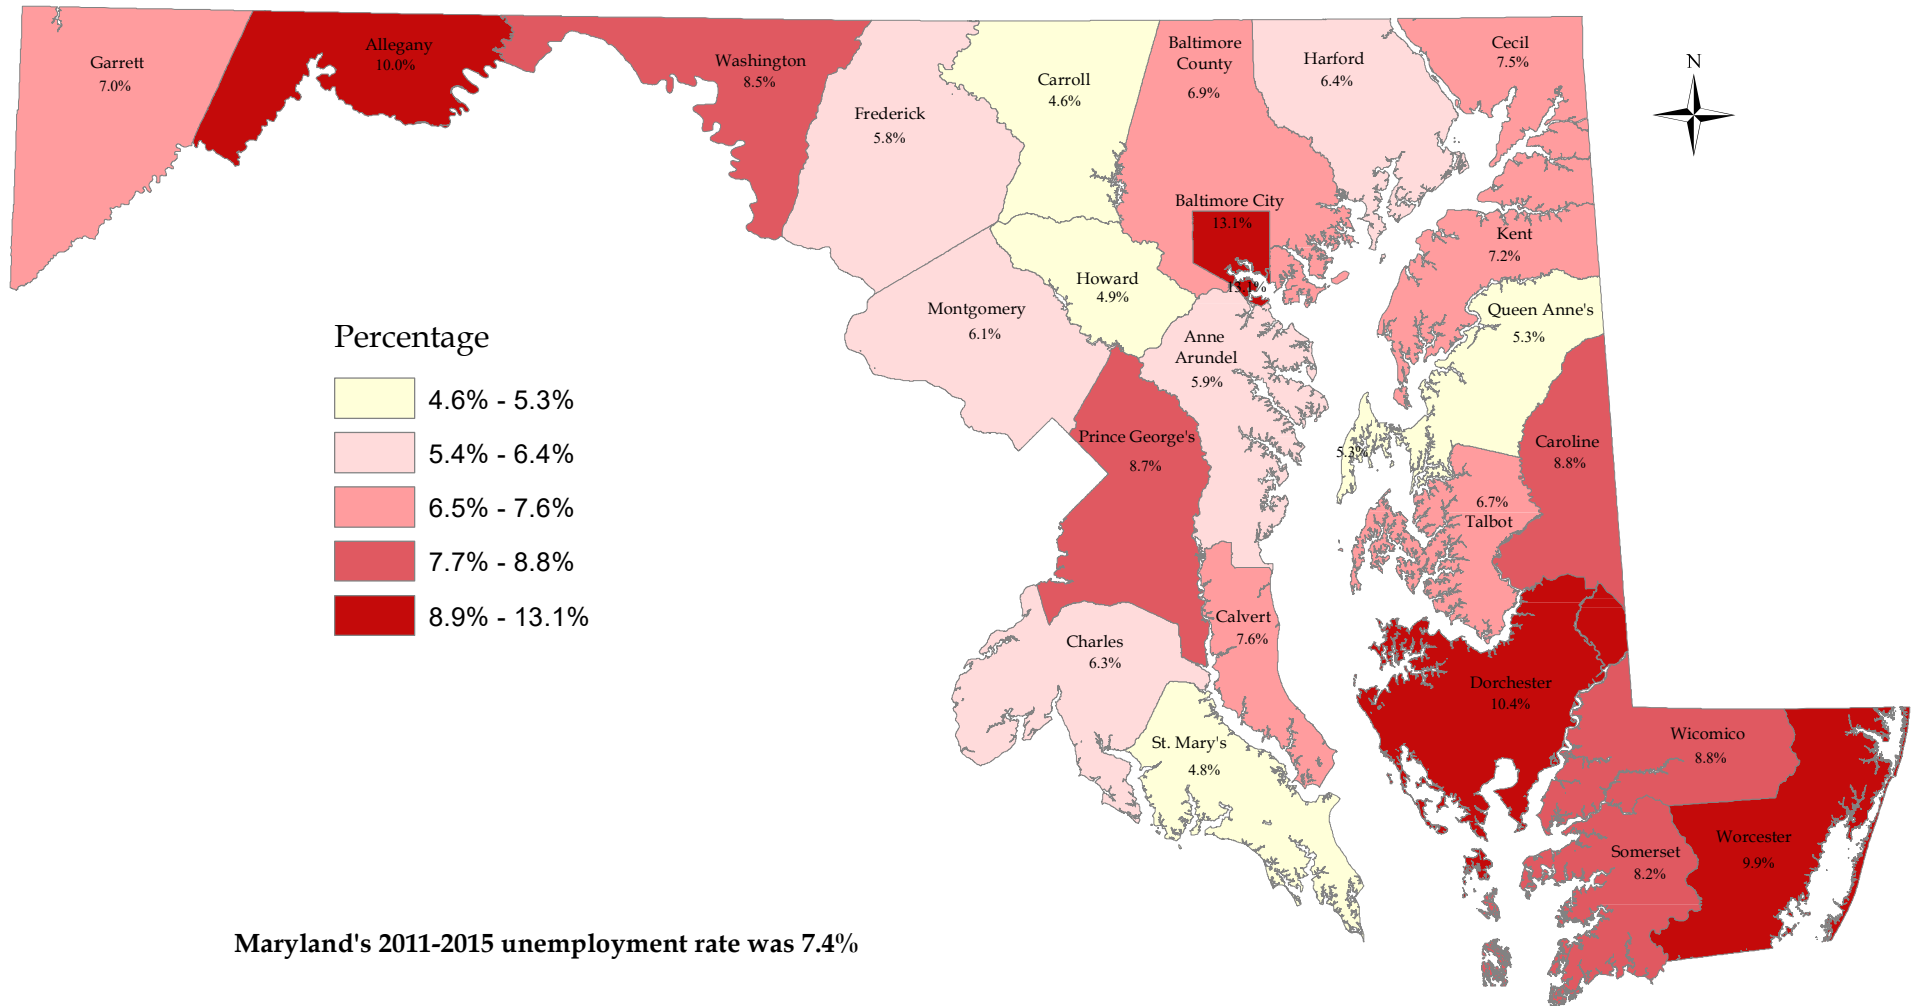 Garrett
7.0%
Allegany
10.0%
Washington
8.5%
Frederick
5.8%
Carroll
4.6%
Baltimore
County
6.9%
Harford
6.4%
Cecil
7.5%
N
Baltimore City
13.1%
13.1%
Kent
7.2%
Howard
4.9%
Montgomery
6.1%
Anne
Arundel
5.9%
Queen Anne's
5.3%
5.3%
Prince George's
8.7%
Caroline
8.8%
6.7%
Talbot
Calvert
7.6%
Charles
6.3%
St. Mary's
4.8%
Dorchester
10.4%
Wicomico
8.8%
Somerset
8.2%
Worcester
9.9%
Percentage
4.6% - 5.3%
5.4% - 6.4%
6.5% - 7.6%
7.7% - 8.8%
8.9% - 13.1%
Maryland's 2011-2015 unemployment rate was 7.4%